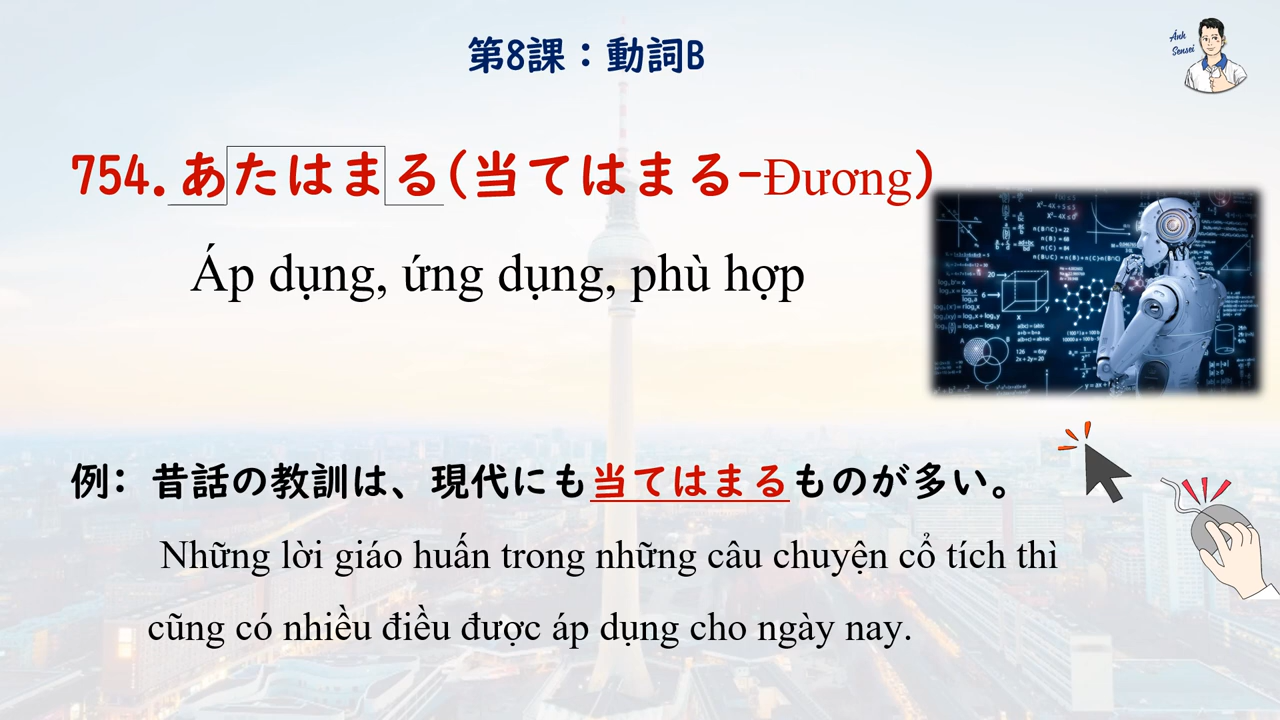 第8課：動詞B
Ánh
Sensei
754.あたはまる(当てはまる-Đương)
Áp dụng, ứng dụng, phù hợp
例: 昔話の教訓は、現代にも当てはまるものが多い。
Những lời giáo huấn trong những câu chuyện cổ tích thì
cũng có nhiều điều được áp dụng cho ngày nay.